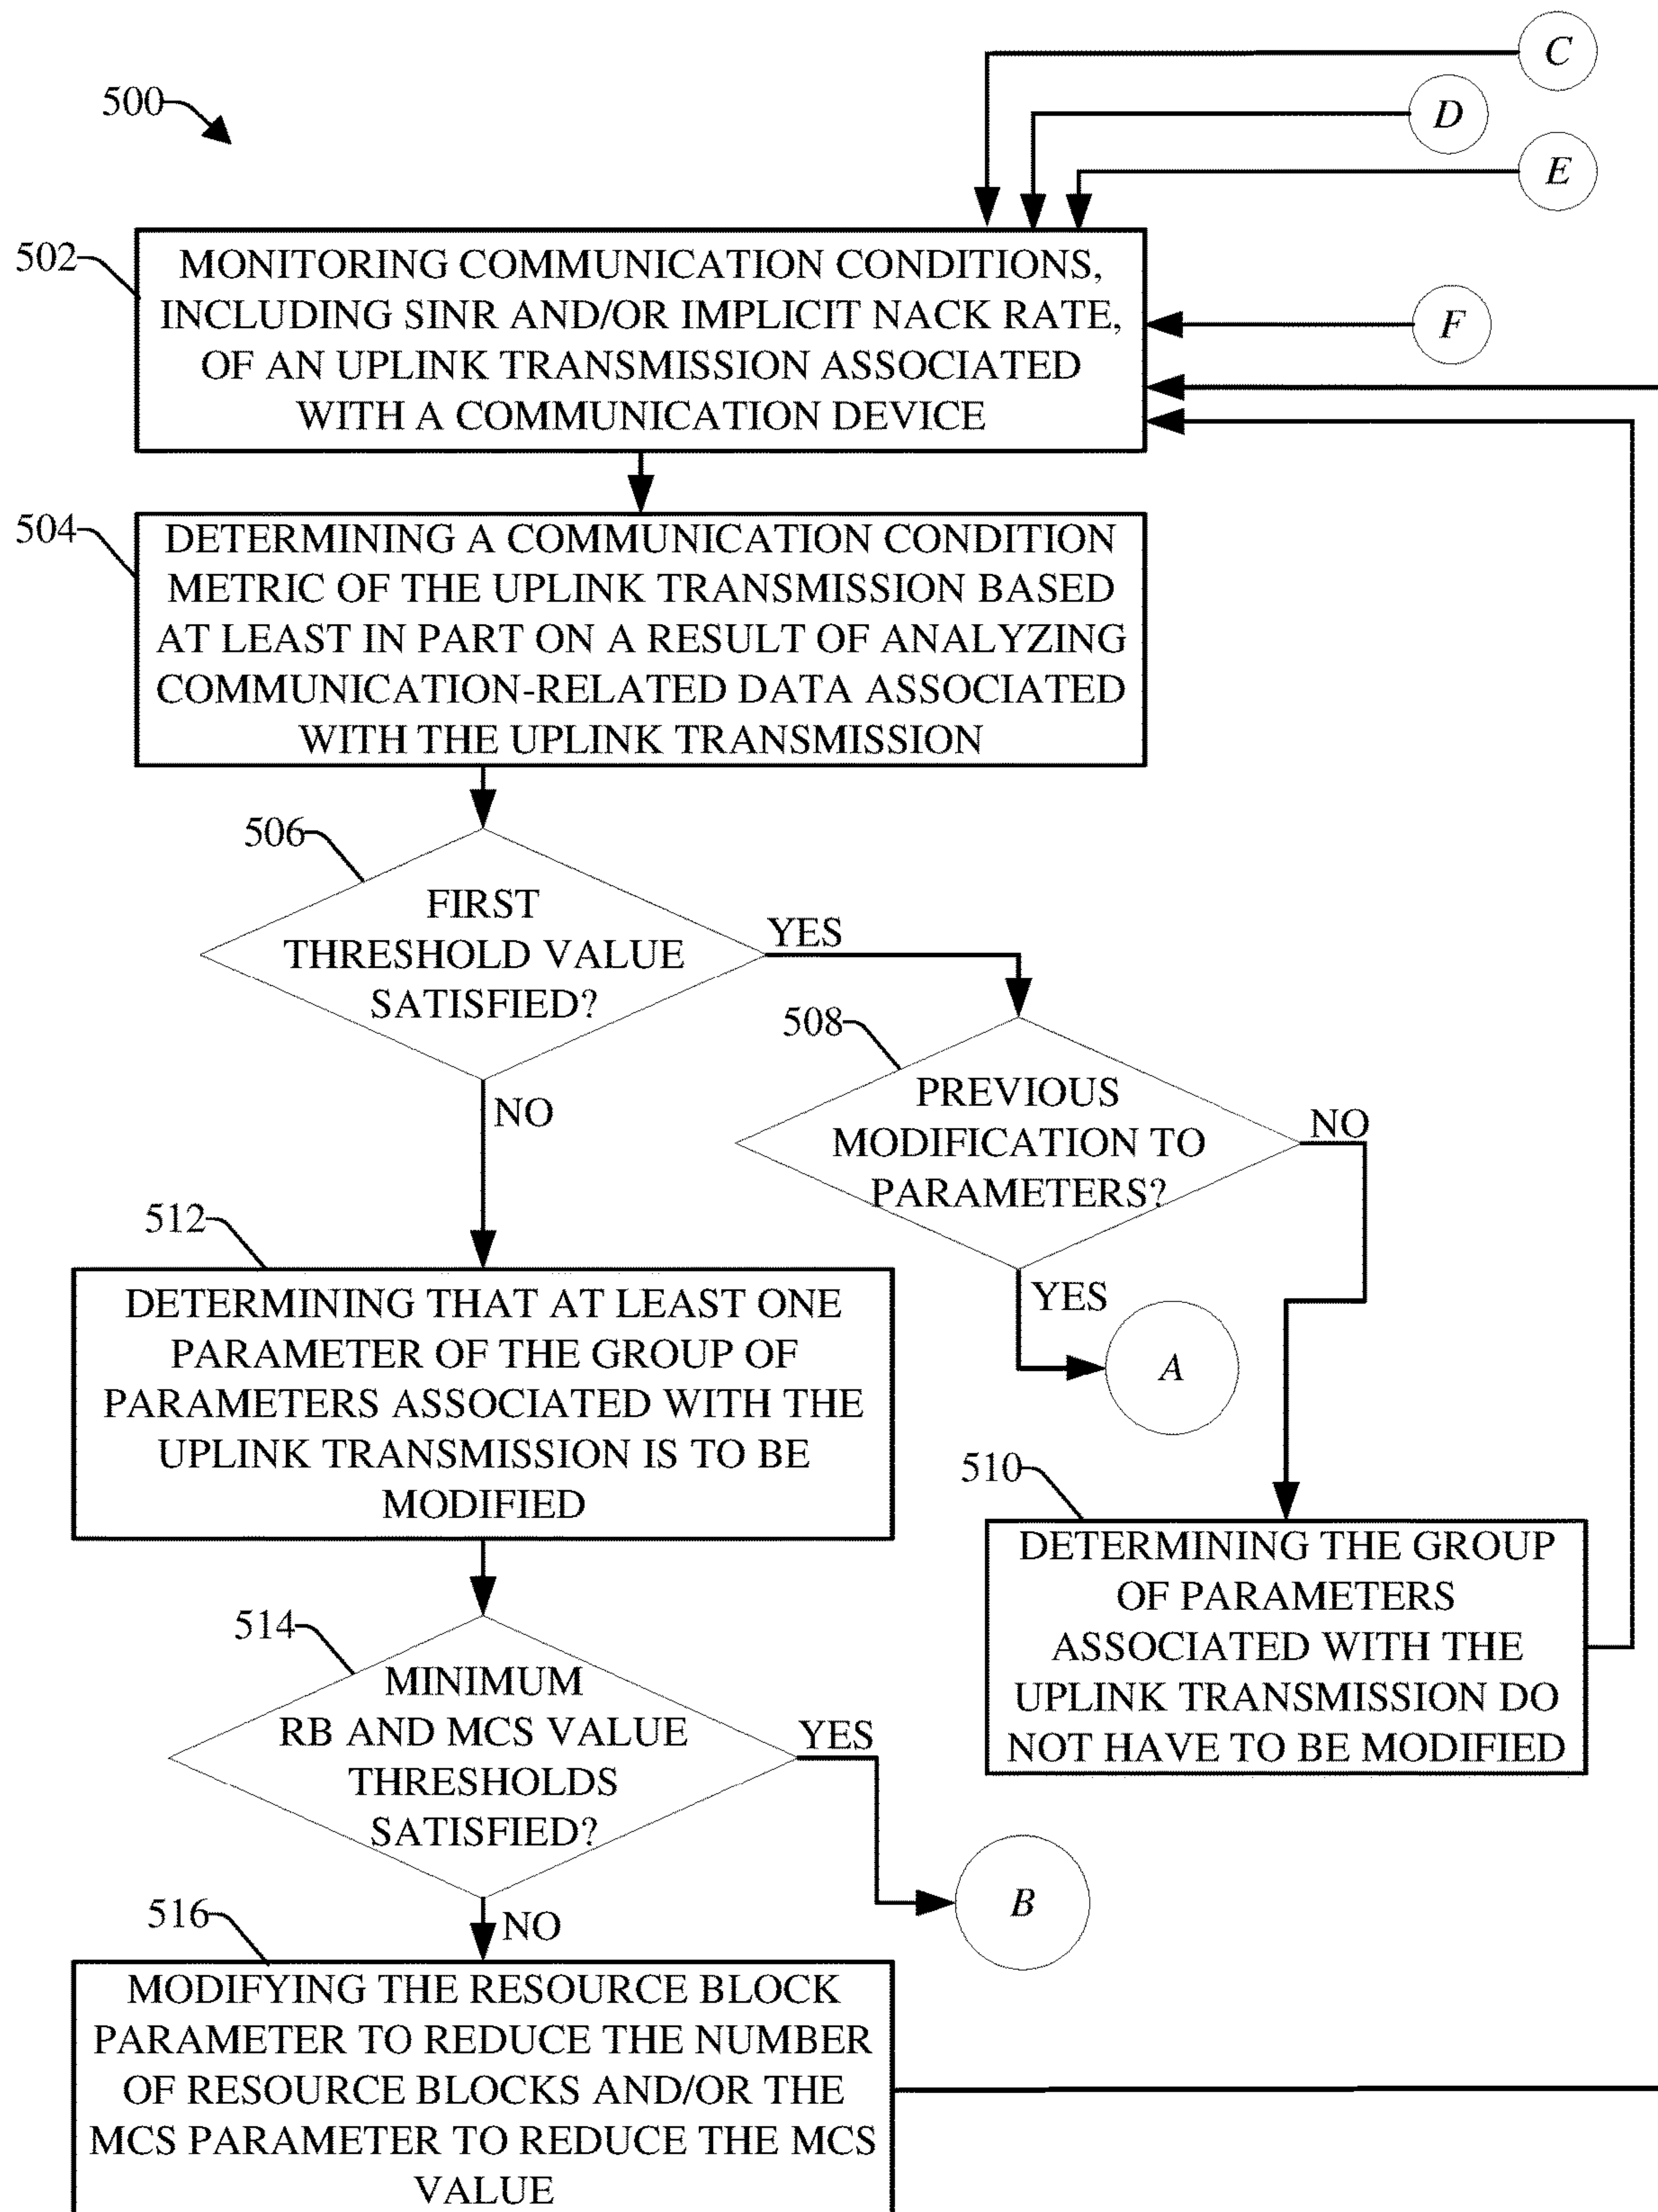 C
500
D
E
502
MONITORING COMMUNICATION CONDITIONS,
INCLUDING SINR AND/OR IMPLICIT NACK RATE,
OF AN UPLINK TRANSMISSION ASSOCIATED
WITH A COMMUNICATION DEVICE
F
504
DETERMINING A COMMUNICATION CONDITION
METRIC OF THE UPLINK TRANSMISSION BASED
AT LEAST IN PART ON A RESULT OF ANALYZING
COMMUNICATION-RELATED DATA ASSOCIATED
WITH THE UPLINK TRANSMISSION
506
FIRST
THRESHOLD VALUE
SATISFIED?
YES
NO
508
PREVIOUS
MODIFICATION TO
PARAMETERS?
NO
YES
A
512
DETERMINING THAT AT LEAST ONE
PARAMETER OF THE GROUP OF
PARAMETERS ASSOCIATED WITH THE
UPLINK TRANSMISSION IS TO BE
MODIFIED
510
DETERMINING THE GROUP
OF PARAMETERS
ASSOCIATED WITH THE
UPLINK TRANSMISSION DO
NOT HAVE TO BE MODIFIED
514
MINIMUM
RB AND MCS VALUE
THRESHOLDS
SATISFIED?
YES
B
NO
516
MODIFYING THE RESOURCE BLOCK
PARAMETER TO REDUCE THE NUMBER
OF RESOURCE BLOCKS AND/OR THE
MCS PARAMETER TO REDUCE THE MCS
VALUE